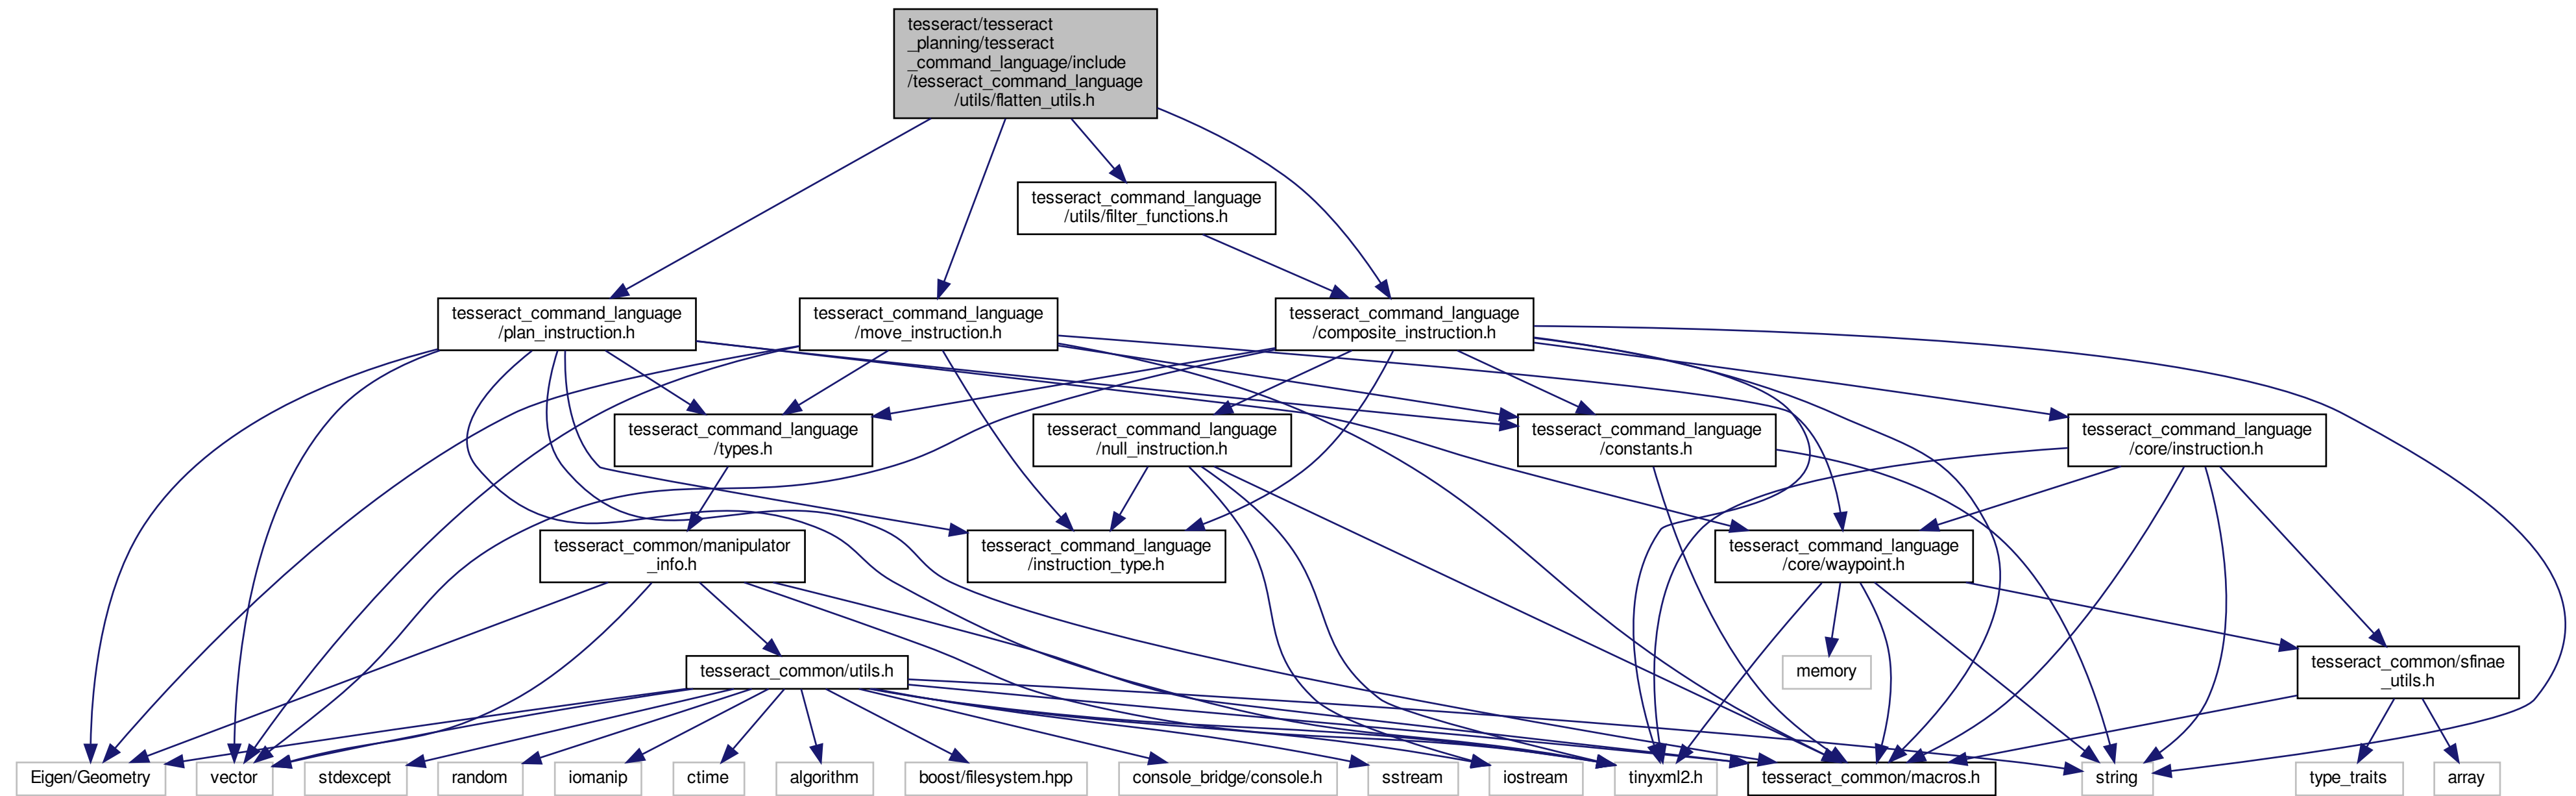 tesseract/tesseract
_planning/tesseract
_command_language/include
/tesseract_command_language
/utils/flatten_utils.h
tesseract_command_language
/utils/filter_functions.h
tesseract_command_language
/plan_instruction.h
tesseract_command_language
/move_instruction.h
tesseract_command_language
/composite_instruction.h
tesseract_command_language
/types.h
tesseract_command_language
/null_instruction.h
tesseract_command_language
/constants.h
tesseract_command_language
/core/instruction.h
tesseract_common/manipulator
_info.h
tesseract_command_language
/instruction_type.h
tesseract_command_language
/core/waypoint.h
tesseract_common/utils.h
memory
tesseract_common/sfinae
_utils.h
Eigen/Geometry
vector
stdexcept
random
iomanip
ctime
algorithm
boost/filesystem.hpp
console_bridge/console.h
sstream
iostream
tinyxml2.h
tesseract_common/macros.h
string
type_traits
array